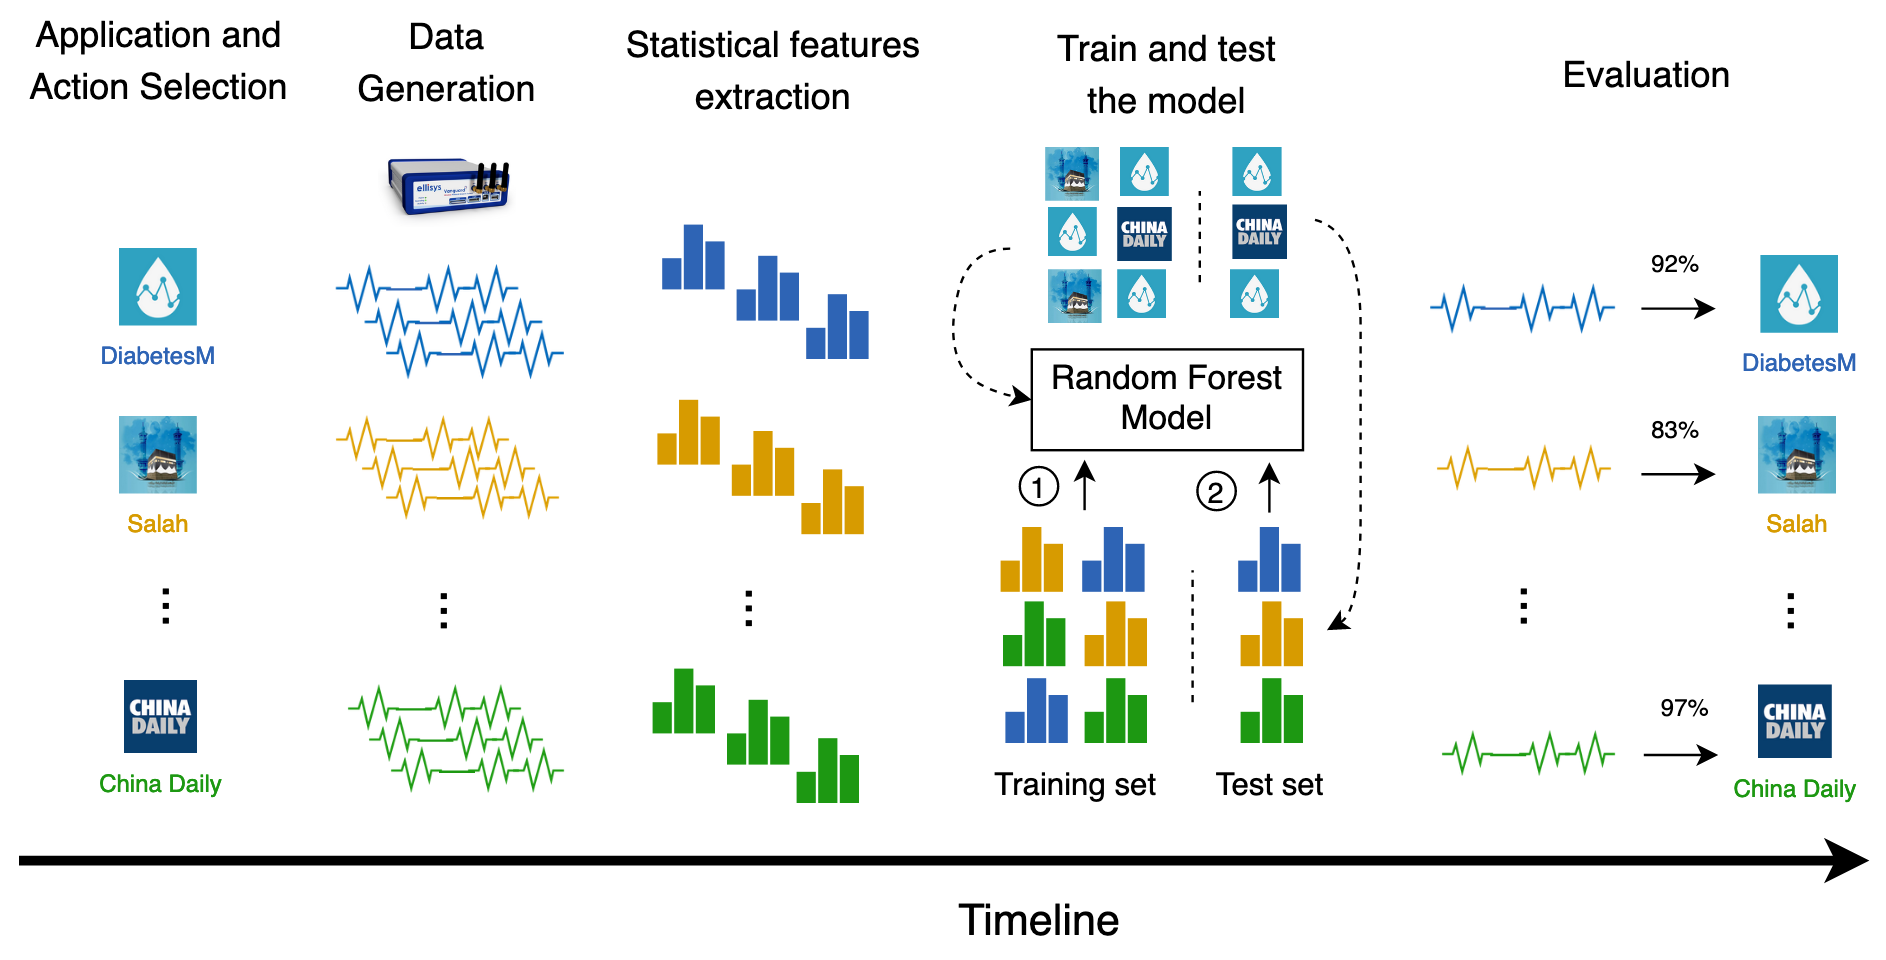 Application and
Action Selection
Data
Generation
Statistical features
extraction
Train and test
the model
Evaluation
ellisys
Vanguard
CHINA
DAILY
CHINA
DAILY
92%
DiabetesM
DiabetesM
Random Forest
Model
83%
Salah
Salah
1
2
CHINA
DAILY
China Daily
97%
CHINA
DAILY
China Daily
Training set
Test set
Timeline